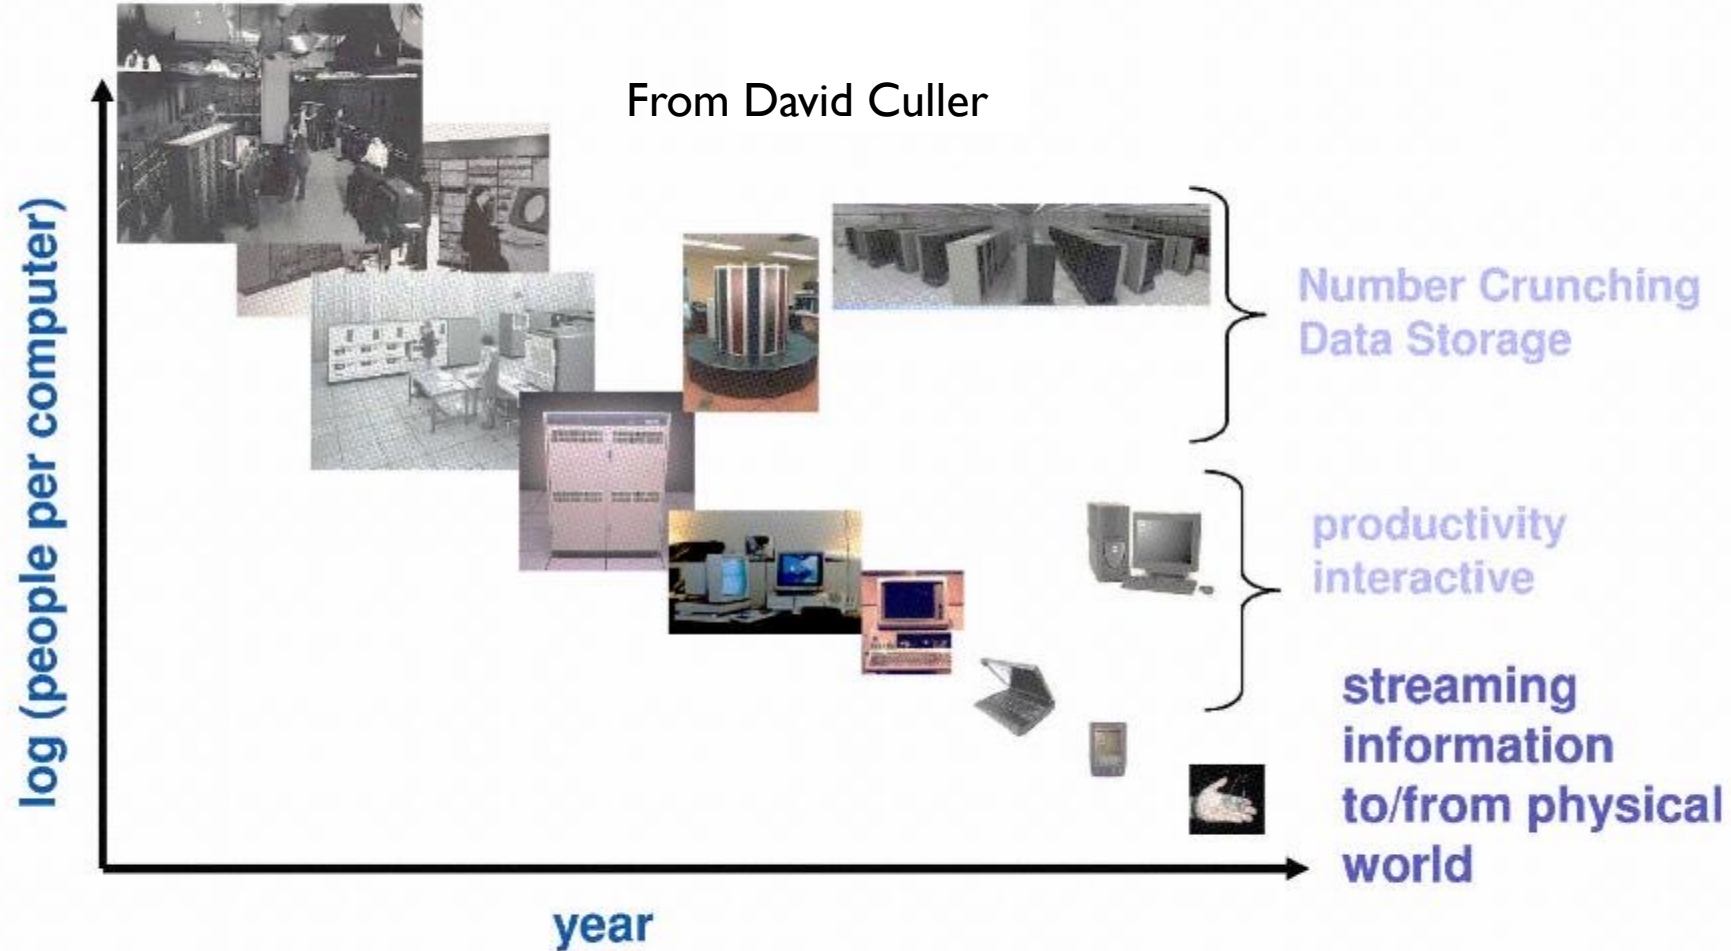 From David Culler
log (people per computer)
Number Crunching
Data Storage
productivity
interactive
streaming
information
to/from physical
world
year